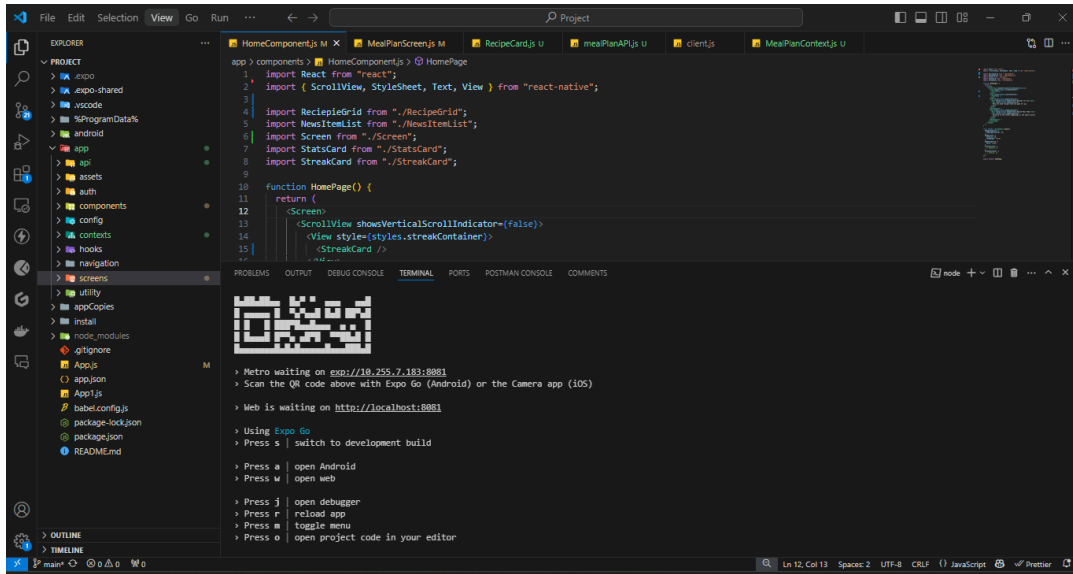 File Edit Selection View Go Run ··· ← → Project
EXPLORER ···
PROJECT
.expo
.expo-shared
.vscode
%ProgramData%
android
app
api
assets
auth
components
config
contexts
hooks
navigation
screens
utility
appCopies
install
node_modules
.gitignore
App.js M
app.json
App1.js
babel.config.js
package-lock.json
package.json
README.md
OUTLINE
TIMELINE
HomeComponent.js M × MealPlanScreen.js M RecipeCard.js U mealPlanAPI.js U client.js MealPlanContext.js U
app > components > HomeComponent.js > HomePage
1 import React from "react";
2 import { ScrollView, StyleSheet, Text, View } from "react-native";
3
4 import ReciepieGrid from "./RecipeGrid";
5 import NewsItemList from "./NewsItemList";
6 import Screen from "./Screen";
7 import StatsCard from "./StatsCard";
8 import StreakCard from "./StreakCard";
9
10 function HomePage() {
11 return (
12 <Screen>
13 <ScrollView showsVerticalScrollIndicator={false}>
14 <View style={styles.streakContainer}>
15 <StreakCard />
PROBLEMS OUTPUT DEBUG CONSOLE TERMINAL PORTS POSTMAN CONSOLE COMMENTS node
› Metro waiting on exp://10.255.7.183:8081
› Scan the QR code above with Expo Go (Android) or the Camera app (iOS)
› Web is waiting on http://localhost:8081
› Using Expo Go
› Press s │ switch to development build
› Press a │ open Android
› Press w │ open web
› Press j │ open debugger
› Press r │ reload app
› Press m │ toggle menu
› Press o │ open project code in your editor
main* 0 0 0 Ln 12, Col 13 Spaces: 2 UTF-8 CRLF {} JavaScript Prettier